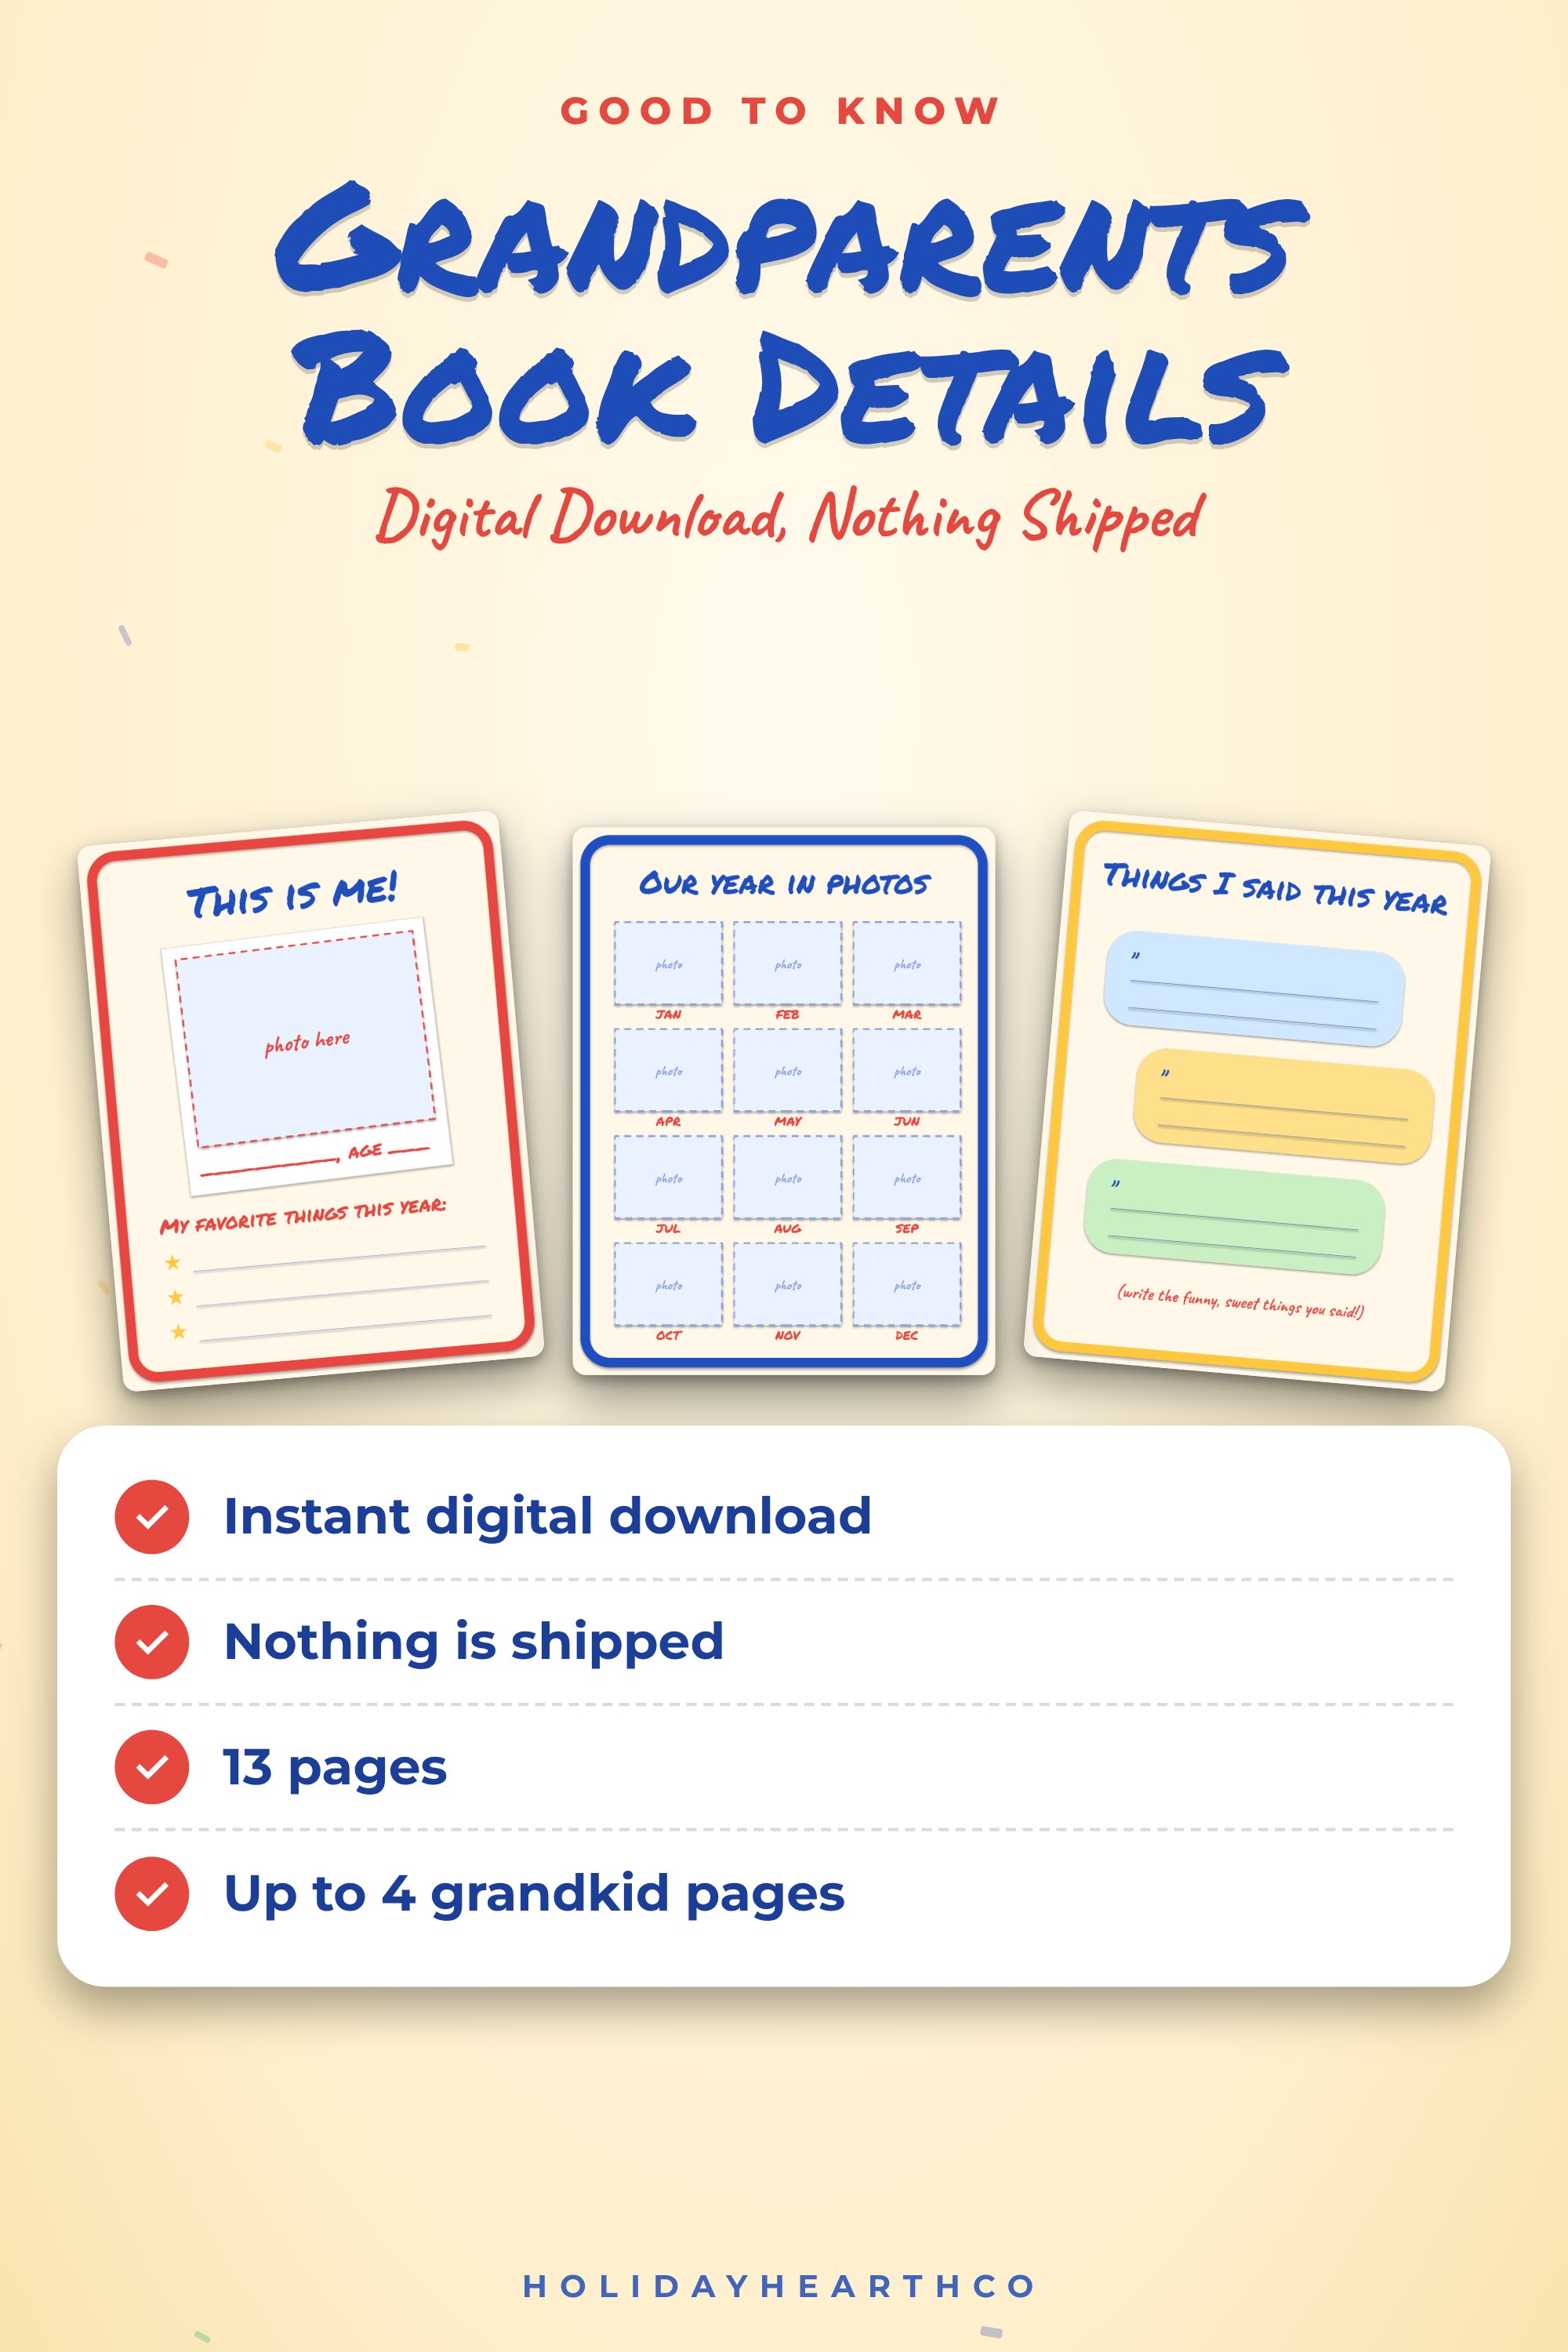 GOOD TO KNOW
GRANDPARENTS
BOOK DETAILS
Digital Download, Nothing Shipped
THIS IS ME!
photo here
____________, AGE ____
MY FAVORITE THINGS THIS YEAR:
OUR YEAR IN PHOTOS
photo photo photo
JAN FEB MAR
photo photo photo
APR MAY JUN
photo photo photo
JUL AUG SEP
photo photo photo
OCT NOV DEC
THINGS I SAID THIS YEAR
"
"
"
(write the funny, sweet things you said!)
Instant digital download
Nothing is shipped
13 pages
Up to 4 grandkid pages
HOLIDAYHEARTHCO